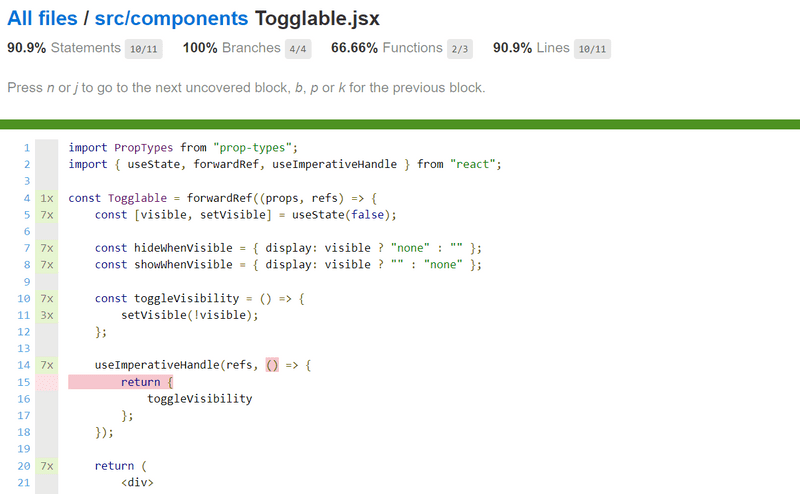 All files / src/components Togglable.jsx
90.9% Statements 10/11 100% Branches 4/4 66.66% Functions 2/3 90.9% Lines 10/11
Press n or j to go to the next uncovered block, b, p or k for the previous block.
1 import PropTypes from "prop-types";
2 import { useState, forwardRef, useImperativeHandle } from "react";
3
4 1x const Togglable = forwardRef((props, refs) => {
5 7x const [visible, setVisible] = useState(false);
6
7 7x const hideWhenVisible = { display: visible ? "none" : "" };
8 7x const showWhenVisible = { display: visible ? "" : "none" };
9
10 7x const toggleVisibility = () => {
11 3x setVisible(!visible);
12 };
13
14 7x useImperativeHandle(refs, () => {
15 return {
16 toggleVisibility
17 };
18 });
19
20 7x return (
21 <div>